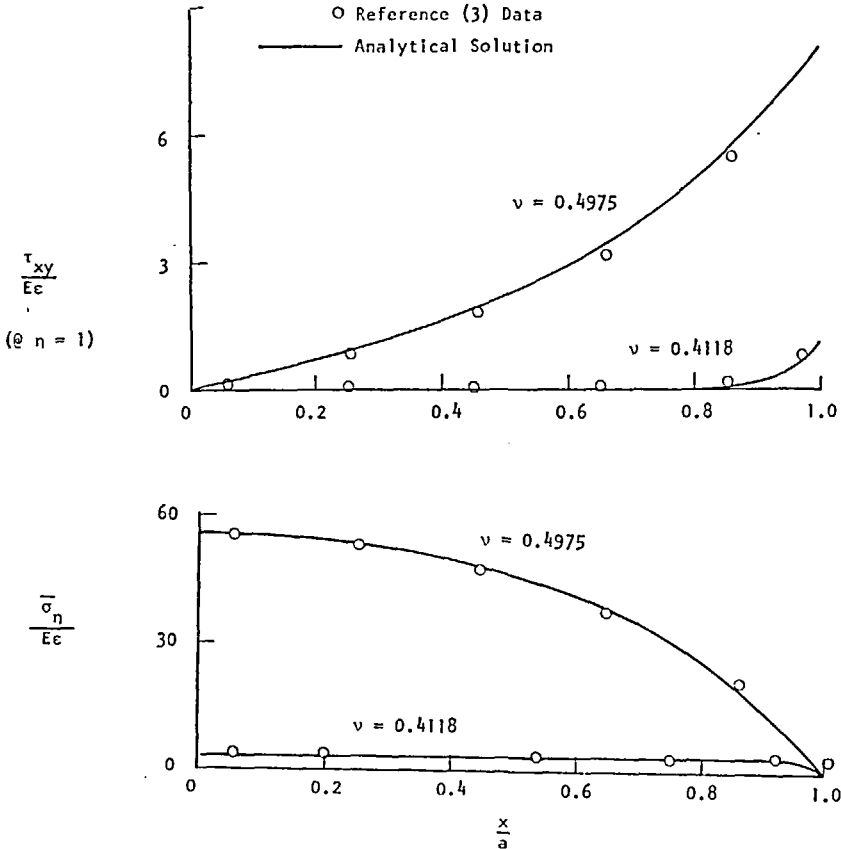 Reference (3) Data
Analytical Solution
6
ν = 0.4975
τxy
Eε
3
(@ η = 1)
ν = 0.4118
0
0 0.2 0.4 0.6 0.8 1.0
60
ν = 0.4975
ση
Eε
30
ν = 0.4118
0
0 0.2 0.4 0.6 0.8 1.0
x
a